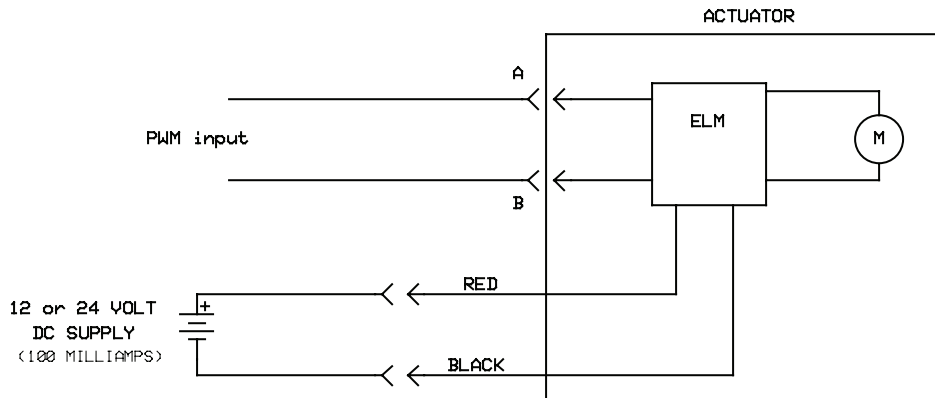 ACTUATOR
A
ELM
M
PWM input
B
RED
12 or 24 VOLT
+
DC SUPPLY
(100 MILLIAMPS)
BLACK